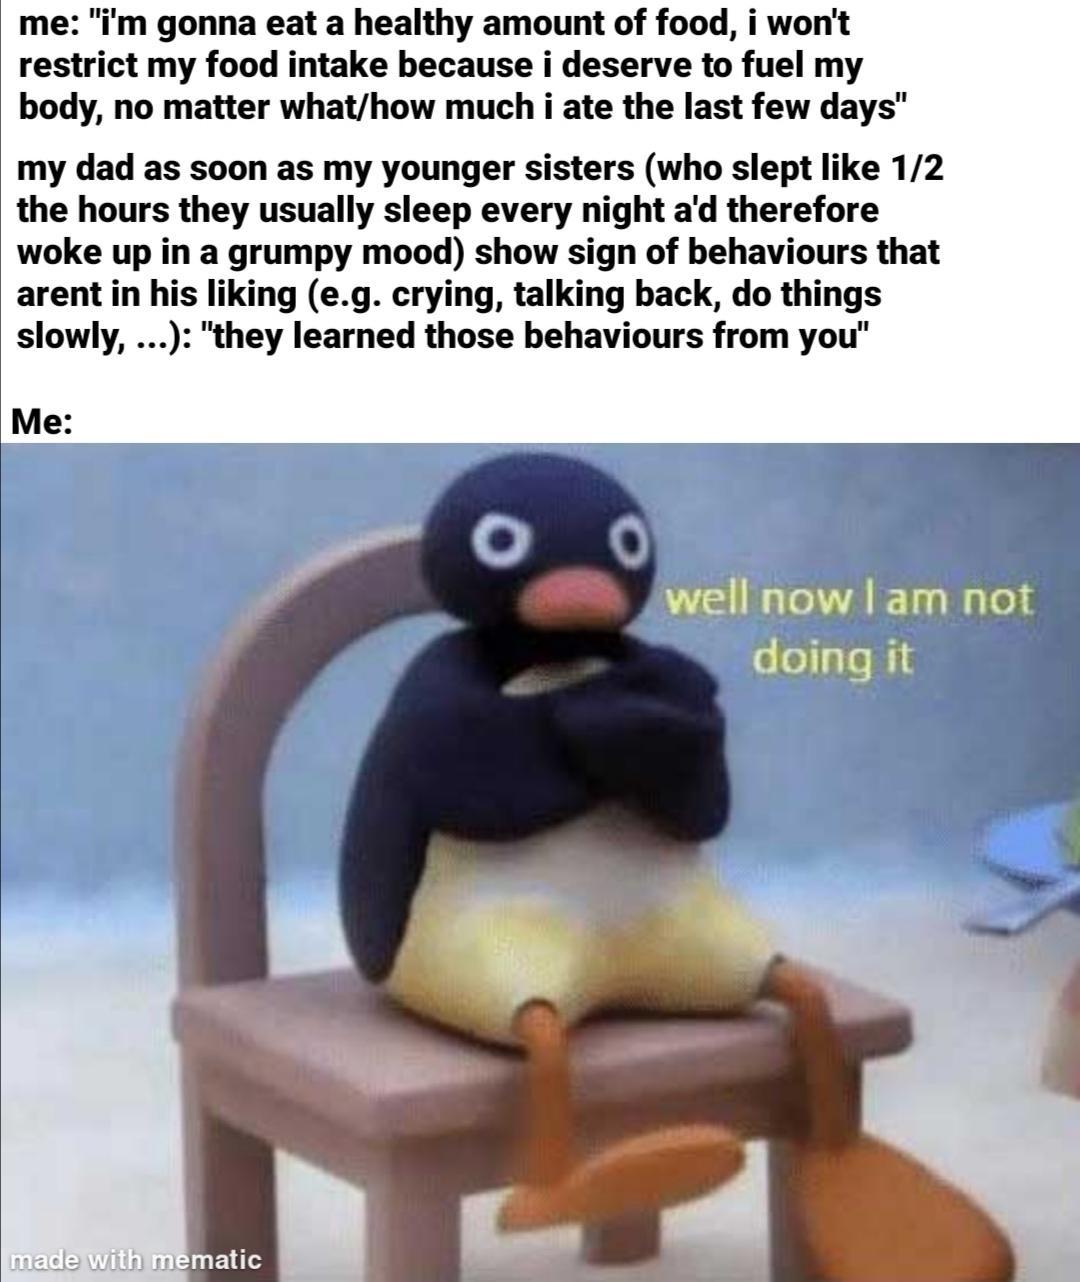 me: "i'm gonna eat a healthy amount of food, i won't
restrict my food intake because i deserve to fuel my
body, no matter what/how much i ate the last few days"
my dad as soon as my younger sisters (who slept like 1/2
the hours they usually sleep every night a'd therefore
woke up in a grumpy mood) show sign of behaviours that
arent in his liking (e.g. crying, talking back, do things
slowly, ...): "they learned those behaviours from you"
Me:
well now I am not
doing it
made with mematic